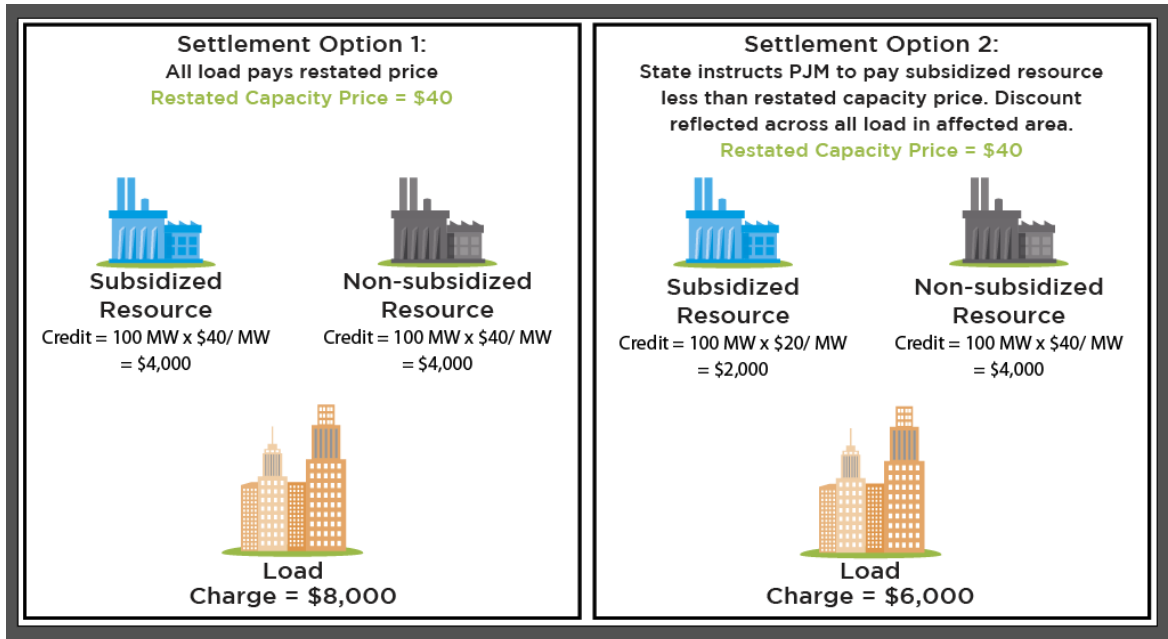 Settlement Option 1:
All load pays restated price
Restated Capacity Price = $40
Subsidized
Resource
Credit = 100 MW x $40/ MW
= $4,000
Non-subsidized
Resource
Credit = 100 MW x $40/ MW
= $4,000
Load
Charge = $8,000
Settlement Option 2:
State instructs PJM to pay subsidized resource
less than restated capacity price. Discount
reflected across all load in affected area.
Restated Capacity Price = $40
Subsidized
Resource
Credit = 100 MW x $20/ MW
= $2,000
Non-subsidized
Resource
Credit = 100 MW x $40/ MW
= $4,000
Load
Charge = $6,000